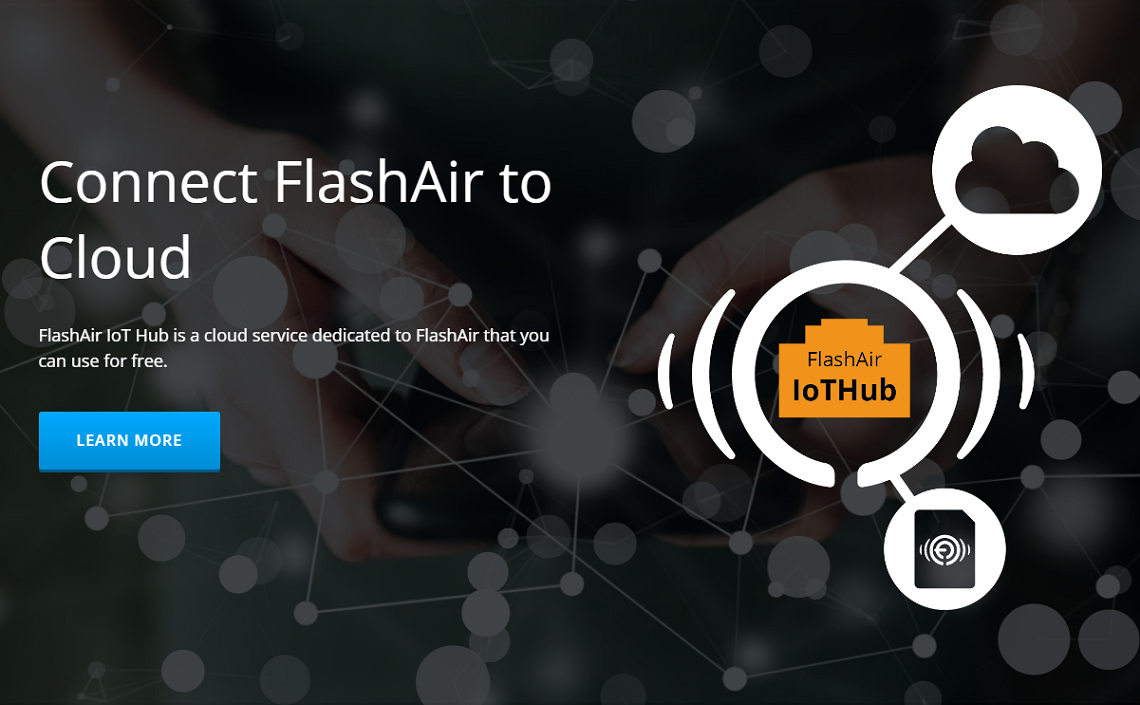 Connect FlashAir to
Cloud
FlashAir IoT Hub is a cloud service dedicated to FlashAir that you
can use for free.
LEARN MORE
FlashAir
IoTHub